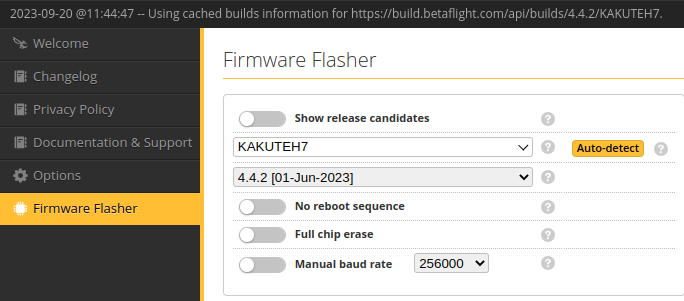 2023-09-20 @11:44:47 -- Using cached builds information for https://build.betaflight.com/api/builds/4.4.2/KAKUTEH7.
Welcome
Changelog
Privacy Policy
Documentation & Support
Options
Firmware Flasher
Firmware Flasher
Show release candidates ?
KAKUTEH7 ? Auto-detect ?
4.4.2 [01-Jun-2023] ?
No reboot sequence ?
Full chip erase ?
Manual baud rate 256000 ?